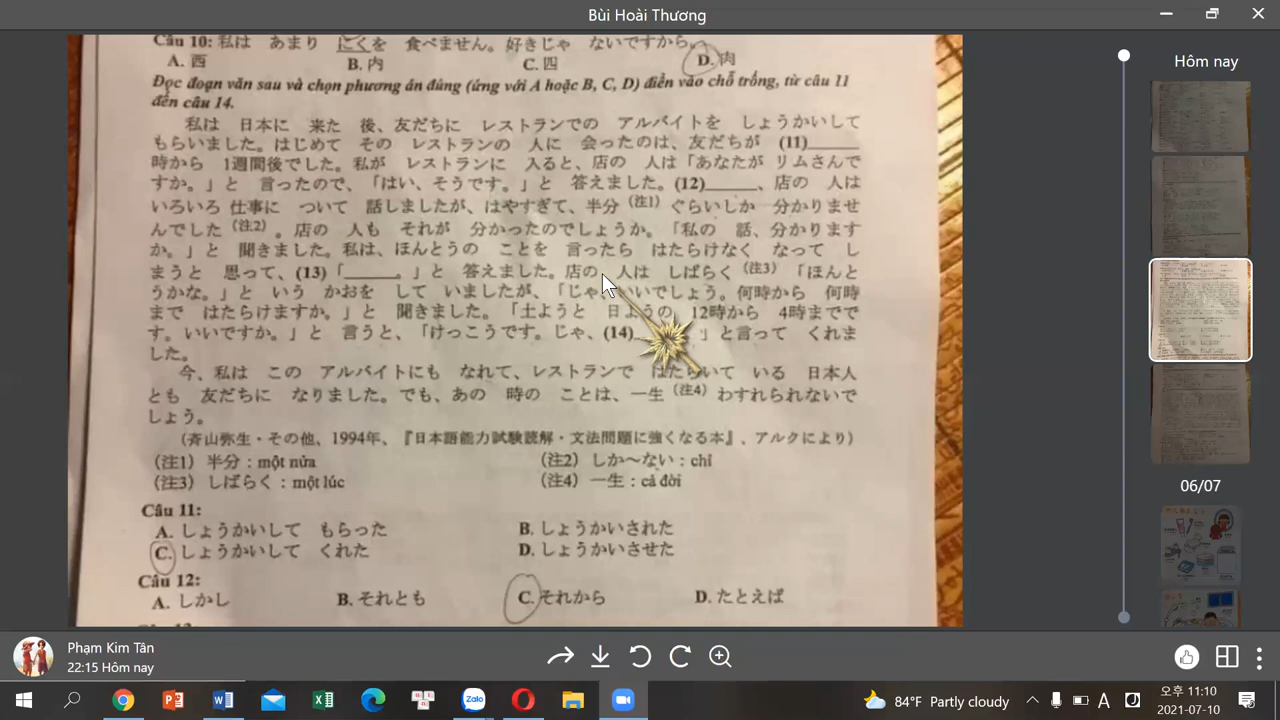 Bùi Hoài Thương
Câu 10: 私は あまり にくを 食べません。好きじゃ ないですから。
A. 西 B. 内 C. 四 D. 肉
Đọc đoạn văn sau và chọn phương án đúng (ứng với A hoặc B, C, D) điền vào chỗ trống, từ câu 11
đến câu 14.
私は 日本に 来た 後、友だちに レストランでの アルバイトを しょうかいして
もらいました。はじめて その レストランの 人に 会ったのは、友だちが (11)______
時から 1週間後でした。私が レストランに 入ると、店の 人は「あなたが リムさんで
すか。」と 言ったので、「はい、そうです。」と 答えました。(12)______、店の 人は
いろいろ 仕事に ついて 話しましたが、はやすぎて、半分(注1) ぐらいしか 分かりませ
んでした(注2)。店の 人も それが 分かったのでしょうか。「私の 話、分かります
か。」と 聞きました。私は、ほんとうの ことを 言ったら はたらけなく なって し
まうと 思って、(13)「______。」と 答えました。店の 人は しばらく(注3)「ほんと
うかな。」と いう かおを して いましたが、「じゃ、いいでしょう。何時から 何時
まで はたらけますか。」と 聞きました。「土ようと 日ようの 12時から 4時までで
す。いいですか。」と 言うと、「けっこうです。じゃ、(14)______」と言って くれま
した。
今、私は この アルバイトにも なれて、レストランで はたらいて いる 日本人
とも 友だちに なりました。でも、あの 時の ことは、一生(注4) わすれられないで
しょう。
(斉山弥生・その他、1994年、『日本語能力試験読解・文法問題に強くなる本』、アルクにより)
(注1) 半分 : một nửa (注2) しか〜ない : chỉ
(注3) しばらく : một lúc (注4) 一生 : cả đời
Câu 11:
A. しょうかいして もらった B. しょうかいされた
C. しょうかいして くれた D. しょうかいさせた
Câu 12:
A. しかし B. それとも C. それから D. たとえば
Hôm nay
06/07
Phạm Kim Tân
22:15 Hôm nay
84°F Partly cloudy
A
오후 11:10
2021-07-10